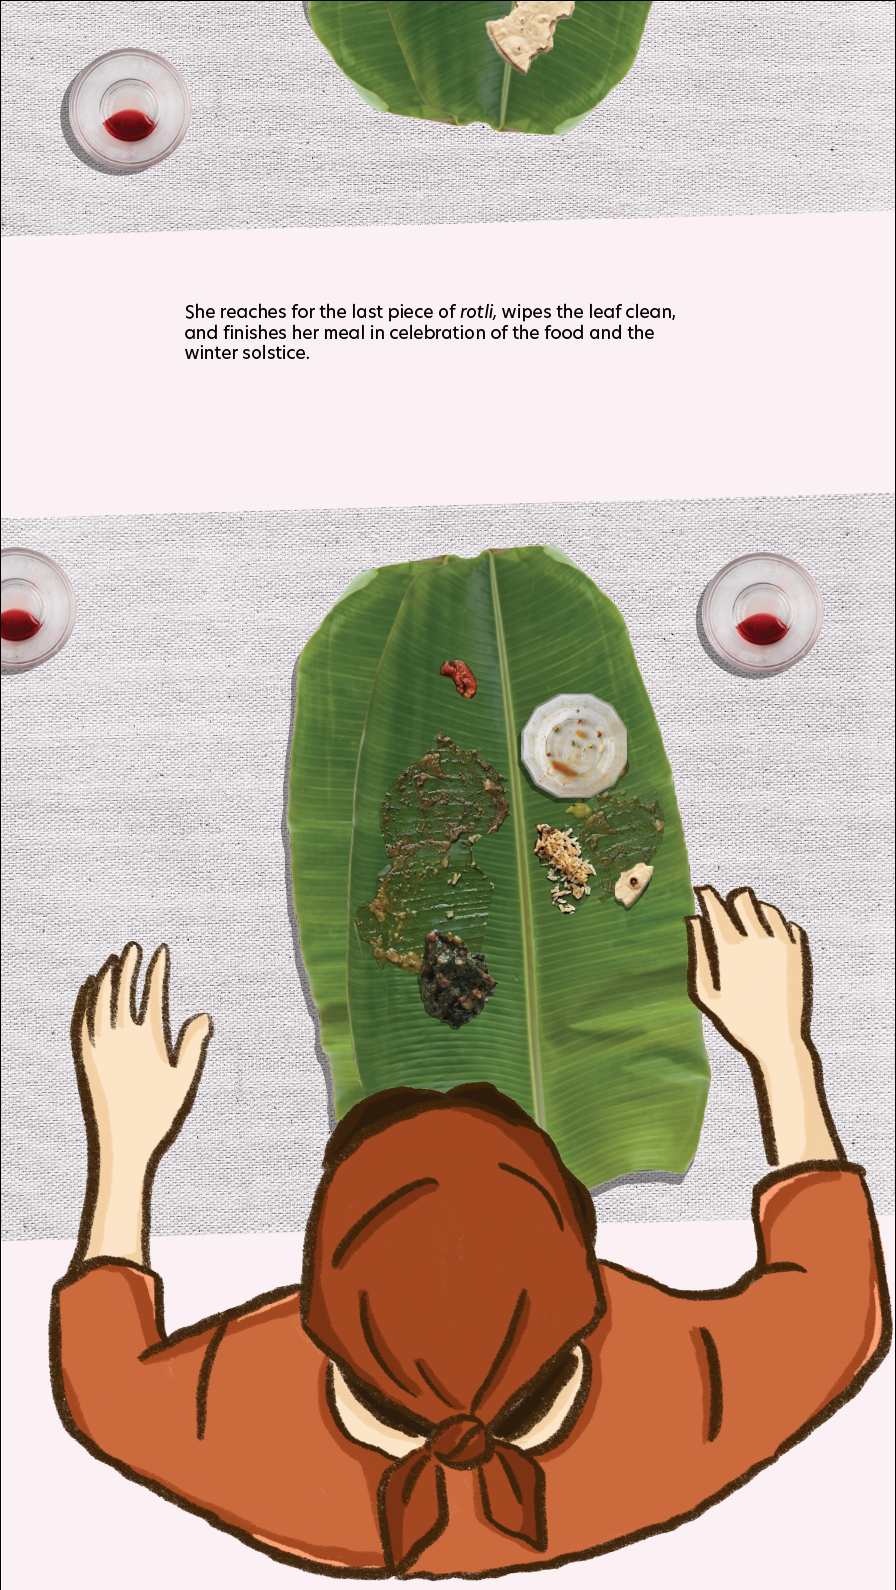 She reaches for the last piece of rotli, wipes the leaf clean,
and finishes her meal in celebration of the food and the
winter solstice.